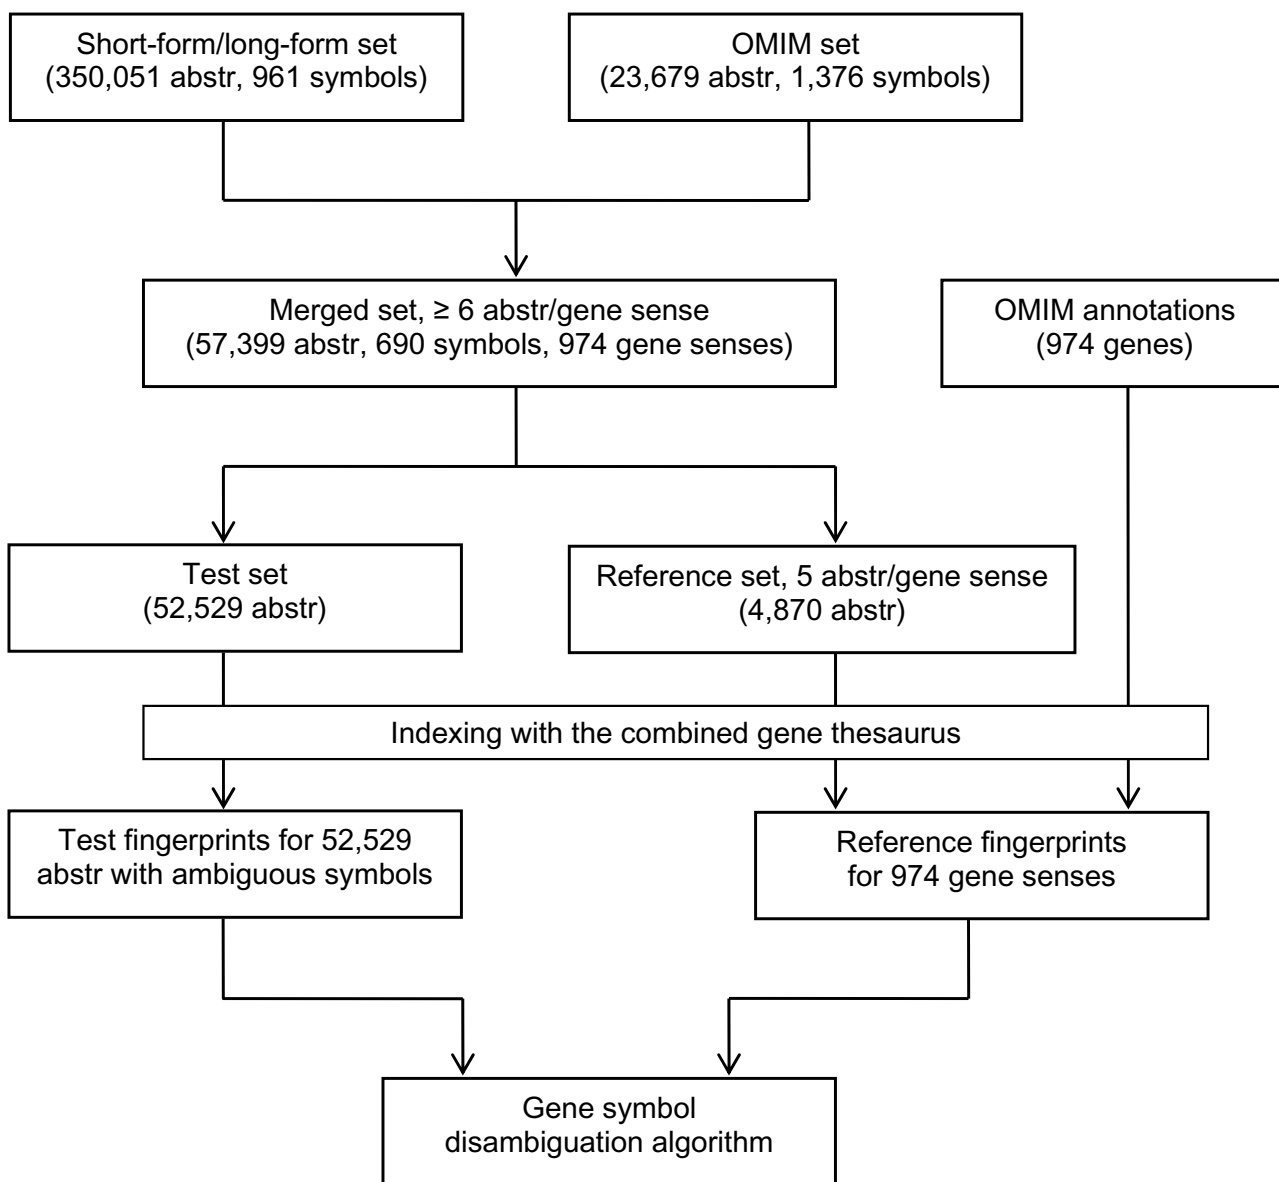 Short-form/long-form set
(350,051 abstr, 961 symbols)
OMIM set
(23,679 abstr, 1,376 symbols)
Merged set, ≥ 6 abstr/gene sense
(57,399 abstr, 690 symbols, 974 gene senses)
OMIM annotations
(974 genes)
Test set
(52,529 abstr)
Reference set, 5 abstr/gene sense
(4,870 abstr)
Indexing with the combined gene thesaurus
Test fingerprints for 52,529
abstr with ambiguous symbols
Reference fingerprints
for 974 gene senses
Gene symbol
disambiguation algorithm